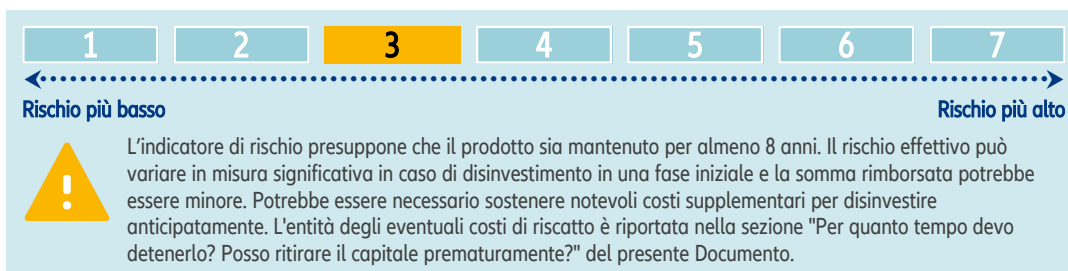 1 2 3 4 5 6 7
Rischio più basso Rischio più alto
L'indicatore di rischio presuppone che il prodotto sia mantenuto per almeno 8 anni. Il rischio effettivo può
variare in misura significativa in caso di disinvestimento in una fase iniziale e la somma rimborsata potrebbe
essere minore. Potrebbe essere necessario sostenere notevoli costi supplementari per disinvestire
anticipatamente. L'entità degli eventuali costi di riscatto è riportata nella sezione "Per quanto tempo devo
detenerlo? Posso ritirare il capitale prematuramente?" del presente Documento.